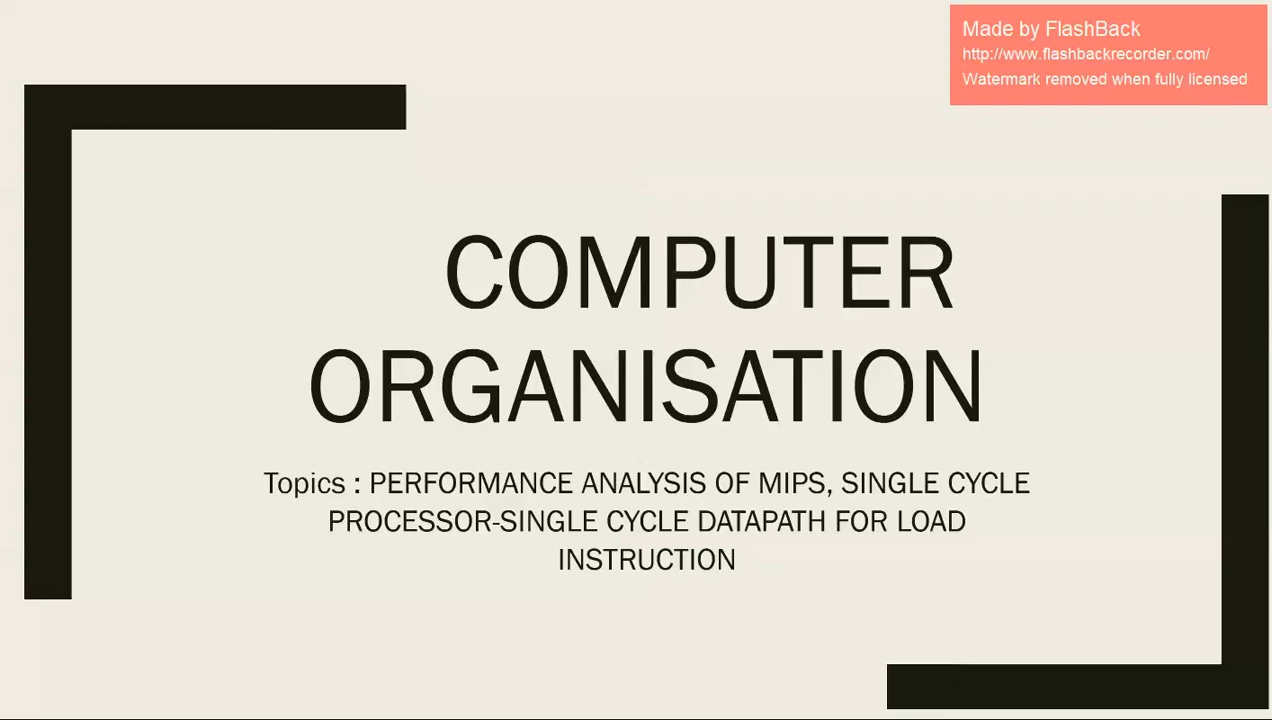 Made by FlashBack
http://www.flashbackrecorder.com/
Watermark removed when fully licensed
COMPUTER
ORGANISATION
Topics : PERFORMANCE ANALYSIS OF MIPS, SINGLE CYCLE
PROCESSOR-SINGLE CYCLE DATAPATH FOR LOAD
INSTRUCTION